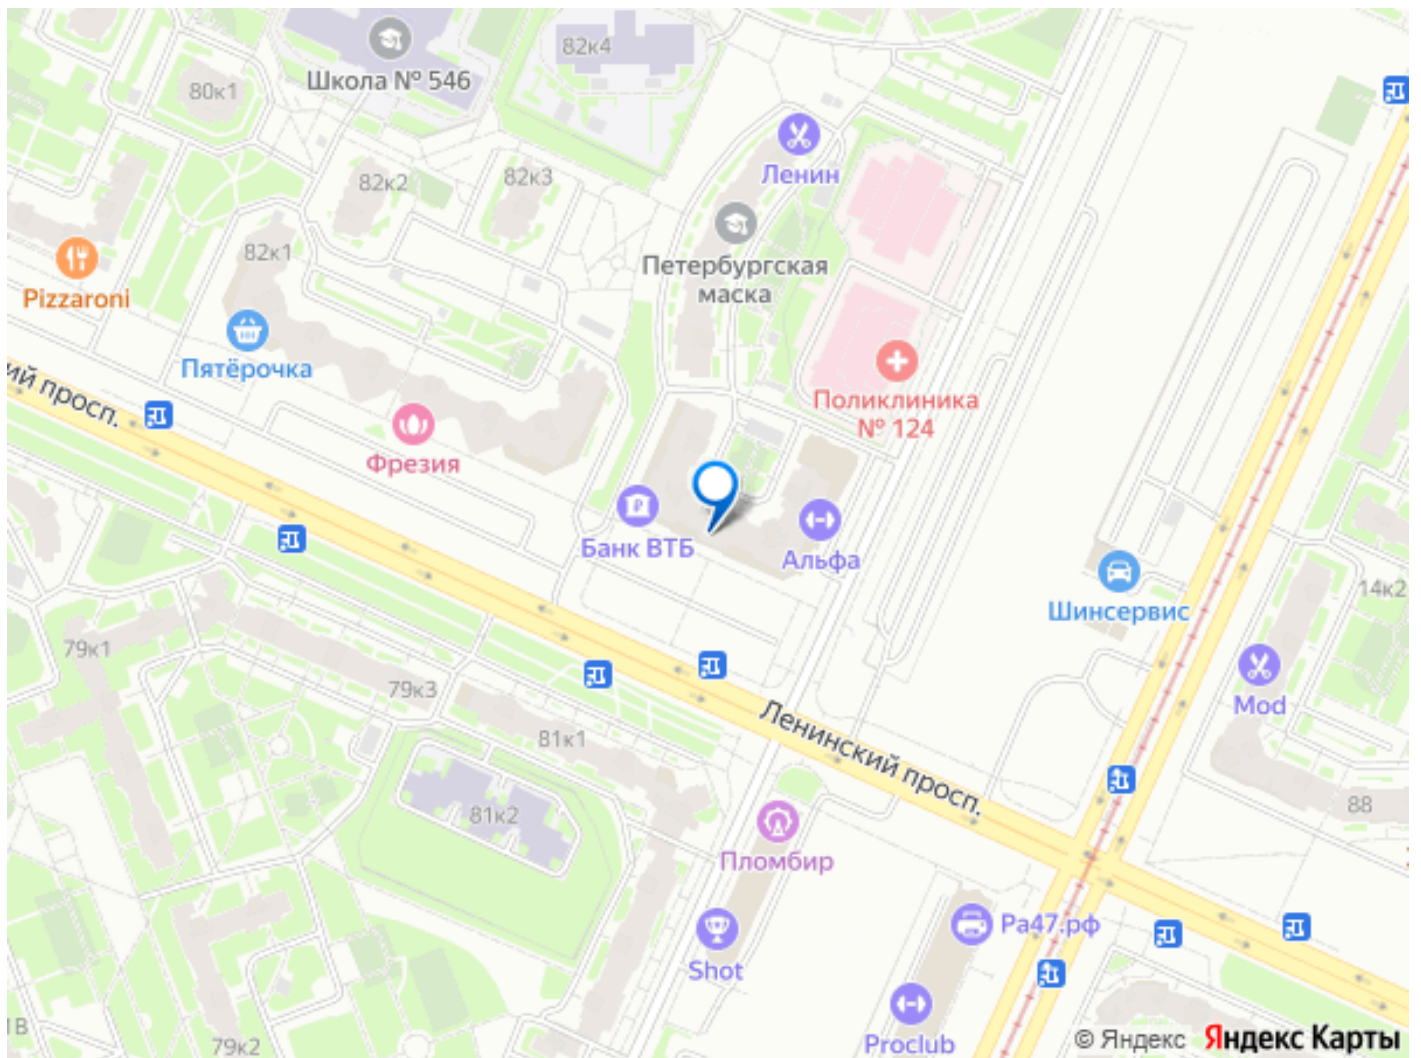 82к4
Школа № 546
80к1
Ленин
82к2
82к3
Петербургская
маска
82к1
Pizzaroni
Пятёрочка
Поликлиника
№ 124
ий просп.
Фрезия
Банк ВТБ
Альфа
14к2
Шинсервис
79к1
79к3
Mod
81к1
Ленинский просп.
88
81к2
Пломбир
Ра47.рф
Shot
1В
79к2
Proclub
© Яндекс Яндекс Карты